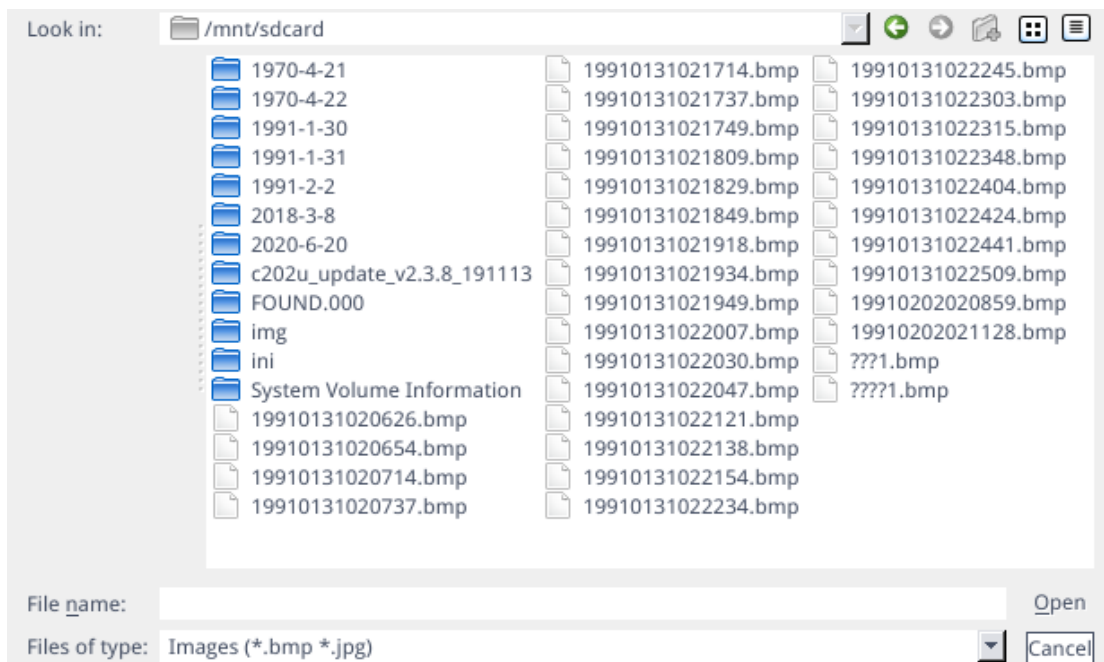 Look in:
/mnt/sdcard
1970-4-21
1970-4-22
1991-1-30
1991-1-31
1991-2-2
2018-3-8
2020-6-20
c202u_update_v2.3.8_191113
FOUND.000
img
ini
System Volume Information
19910131020626.bmp
19910131020654.bmp
19910131020714.bmp
19910131020737.bmp
19910131021714.bmp
19910131021737.bmp
19910131021749.bmp
19910131021809.bmp
19910131021829.bmp
19910131021849.bmp
19910131021918.bmp
19910131021934.bmp
19910131021949.bmp
19910131022007.bmp
19910131022030.bmp
19910131022047.bmp
19910131022121.bmp
19910131022138.bmp
19910131022154.bmp
19910131022234.bmp
19910131022245.bmp
19910131022303.bmp
19910131022315.bmp
19910131022348.bmp
19910131022404.bmp
19910131022424.bmp
19910131022441.bmp
19910131022509.bmp
19910202020859.bmp
19910202021128.bmp
???1.bmp
????1.bmp
File name:
Open
Files of type:
Images (*.bmp *.jpg)
Cancel